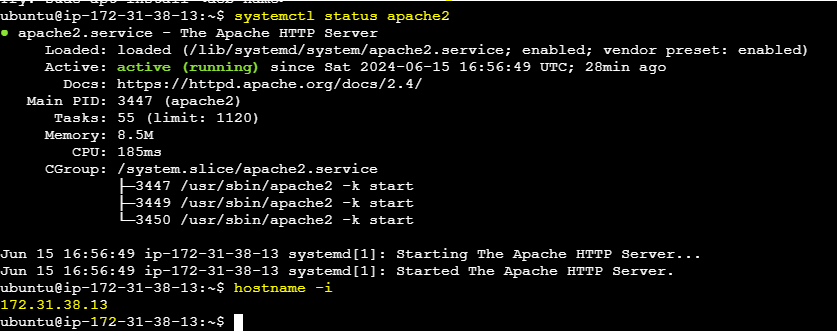 ubuntu@ip-172-31-38-13:~$ systemctl status apache2
● apache2.service - The Apache HTTP Server
     Loaded: loaded (/lib/systemd/system/apache2.service; enabled; vendor preset: enabled)
     Active: active (running) since Sat 2024-06-15 16:56:49 UTC; 28min ago
       Docs: https://httpd.apache.org/docs/2.4/
   Main PID: 3447 (apache2)
      Tasks: 55 (limit: 1120)
     Memory: 8.5M
        CPU: 185ms
     CGroup: /system.slice/apache2.service
             ├─3447 /usr/sbin/apache2 -k start
             ├─3449 /usr/sbin/apache2 -k start
             └─3450 /usr/sbin/apache2 -k start

Jun 15 16:56:49 ip-172-31-38-13 systemd[1]: Starting The Apache HTTP Server...
Jun 15 16:56:49 ip-172-31-38-13 systemd[1]: Started The Apache HTTP Server.
ubuntu@ip-172-31-38-13:~$ hostname -i
172.31.38.13
ubuntu@ip-172-31-38-13:~$